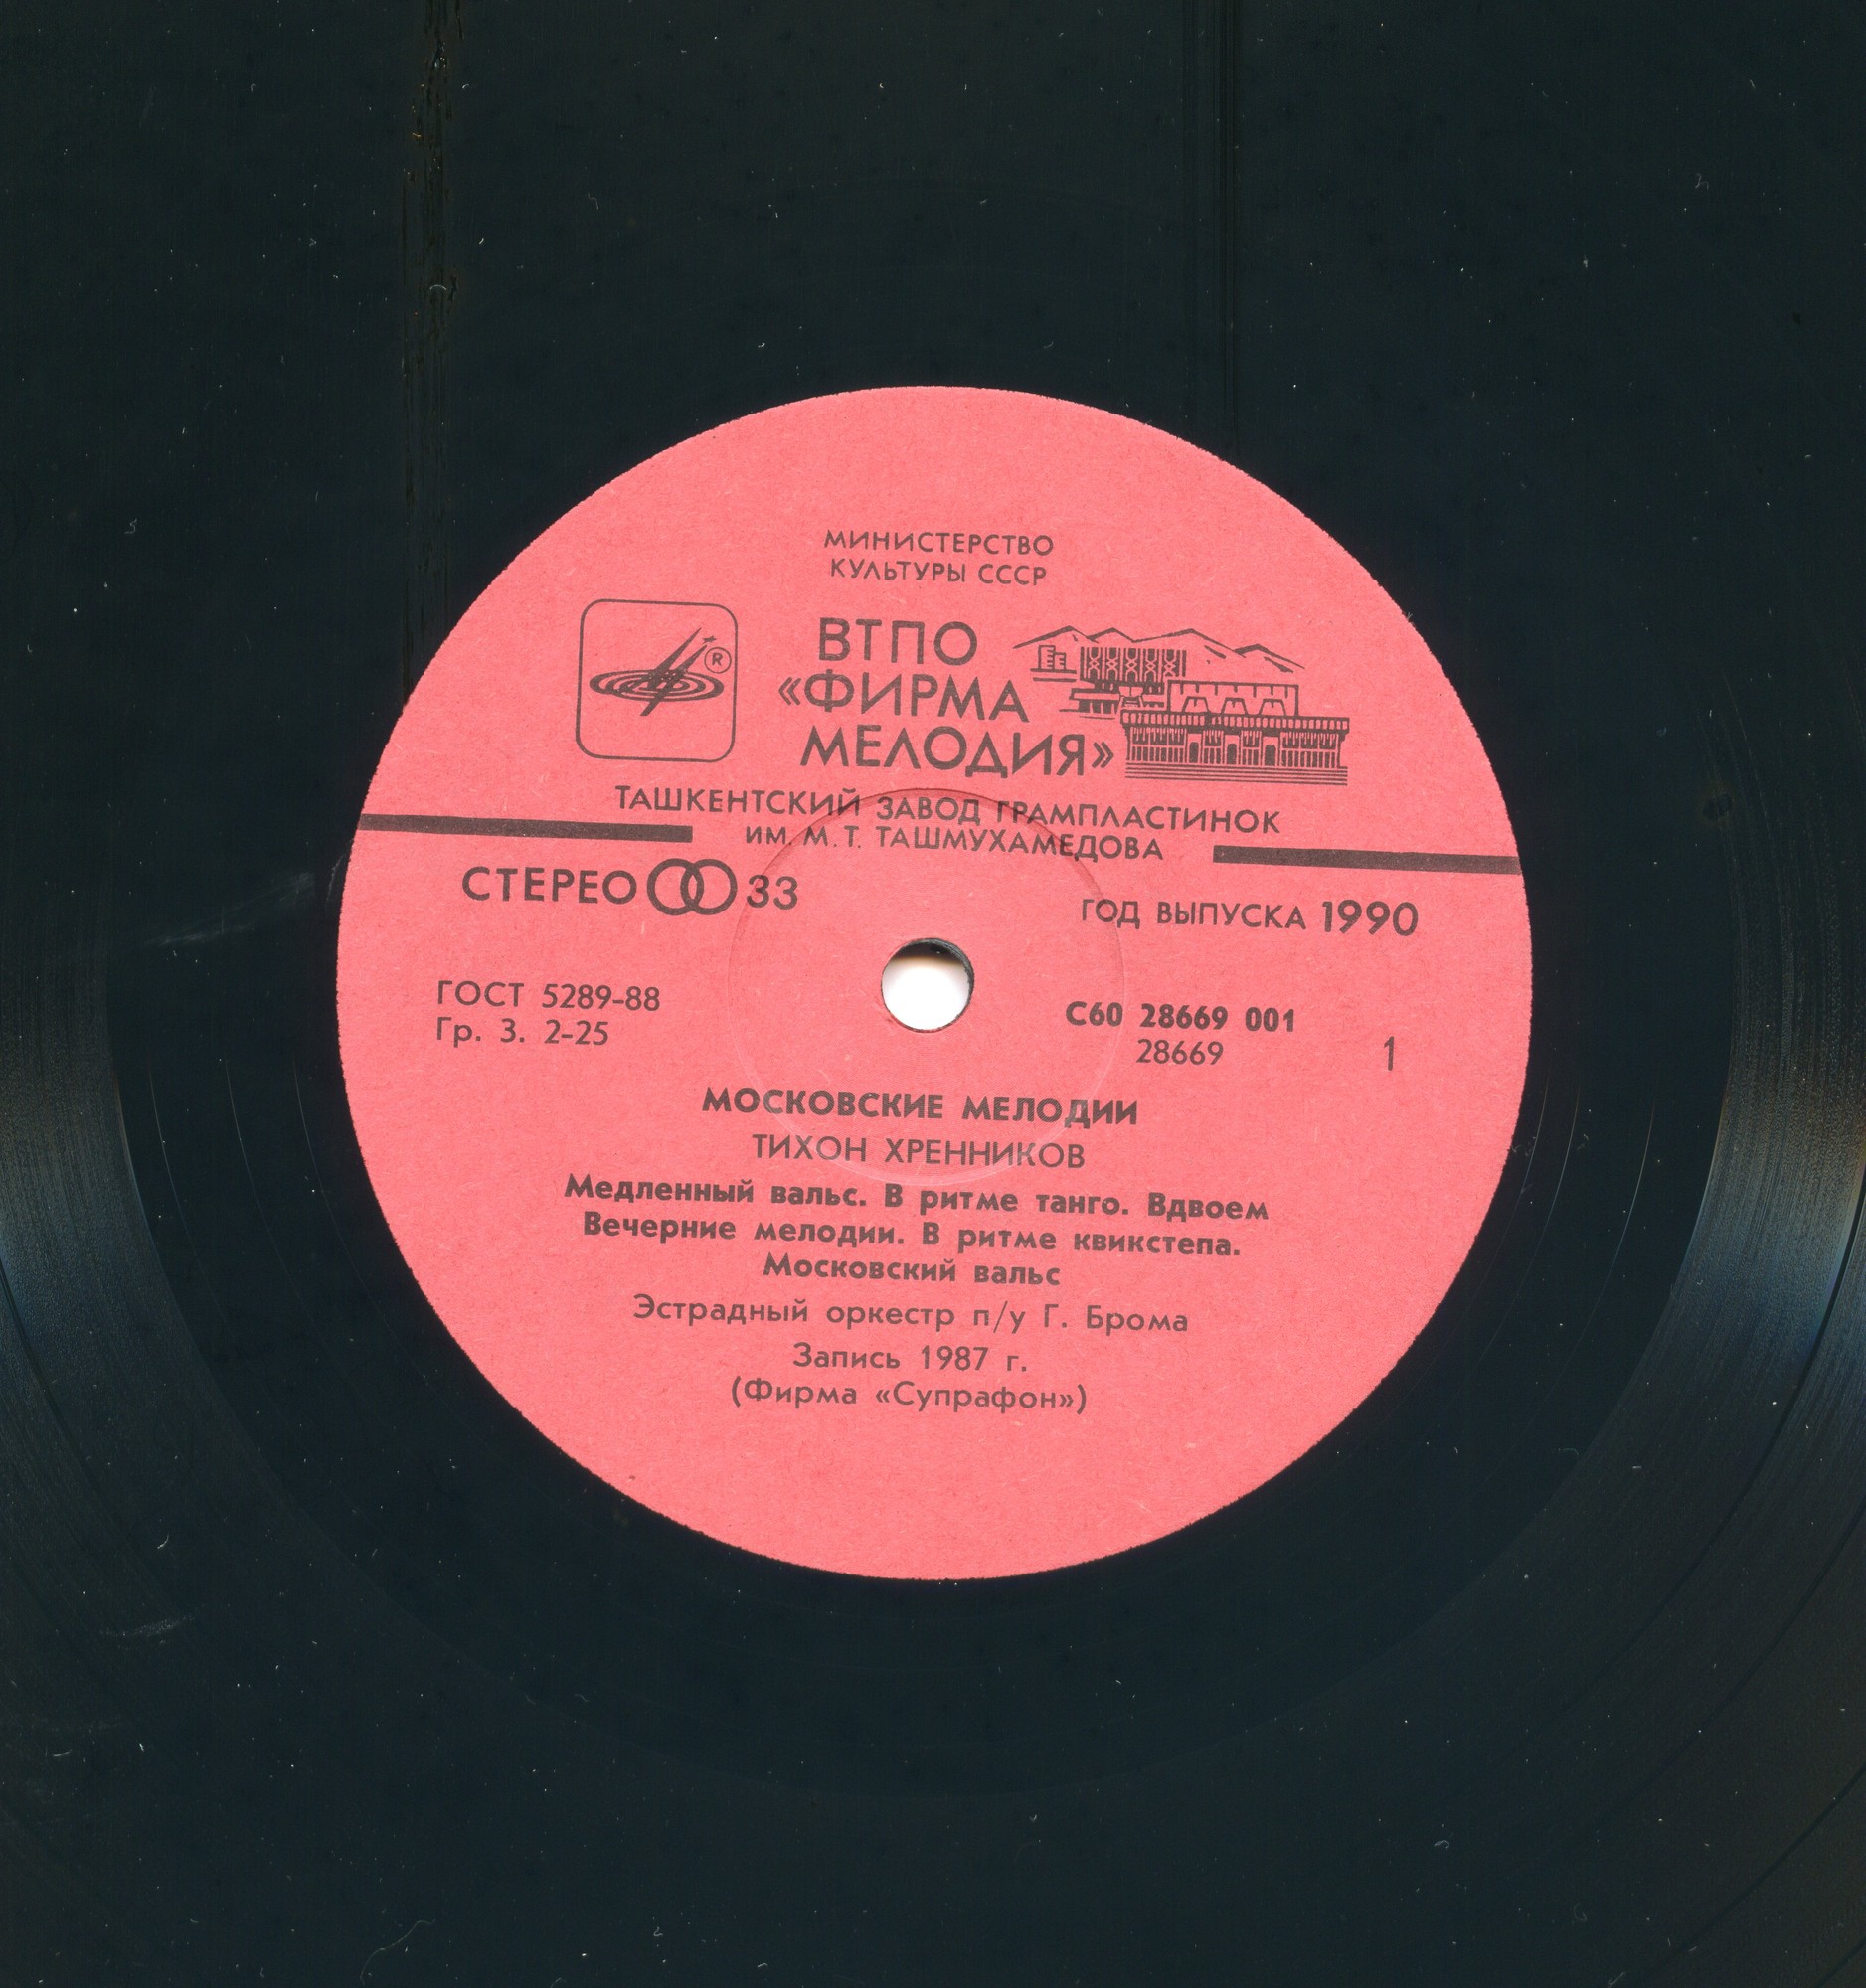 МИНИСТЕРСТВО
КУЛЬТУРЫ СССР
R
ВТПО
«ФИРМА
МЕЛОДИЯ»
ТАШКЕНТСКИЙ ЗАВОД ГРАМПЛАСТИНОК
ИМ. М. Т. ТАШМУХАМЕДОВА
СТЕРЕО 33
ГОД ВЫПУСКА 1990
ГОСТ 5289-88
Гр. 3. 2-25
С60 28669 001
28669
1
МОСКОВСКИЕ МЕЛОДИИ
ТИХОН ХРЕННИКОВ
Медленный вальс. В ритме танго. Вдвоем
Вечерние мелодии. В ритме квикстепа.
Московский вальс
Эстрадный оркестр п/у Г. Брома
Запись 1987 г.
(Фирма «Супрафон»)